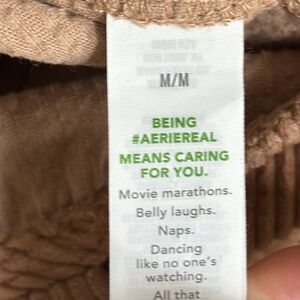 M/M
BEING
#AERIEREAL
MEANS CARING
FOR YOU.
Movie marathons.
Belly laughs.
Naps.
Dancing
like no one's
watching.
All that